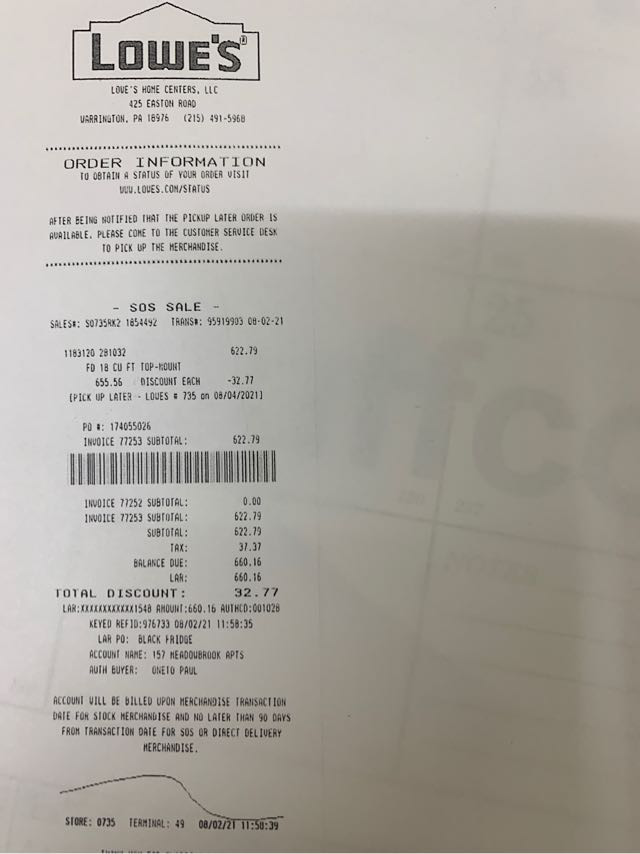 LOWE'S®
LOWE'S HOME CENTERS, LLC
425 EASTON ROAD
WARRINGTON, PA 18976 (215) 491-5968
ORDER INFORMATION
TO OBTAIN A STATUS OF YOUR ORDER VISIT
WWW.LOWES.COM/STATUS
AFTER BEING NOTIFIED THAT THE PICKUP LATER ORDER IS
AVAILABLE, PLEASE COME TO THE CUSTOMER SERVICE DESK
TO PICK UP THE MERCHANDISE.
- SOS SALE -
SALES#: S0735RK2 1854492 TRANS#: 95919903 08-02-21
1183120 281032 622.79
FD 18 CU FT TOP-MOUNT
655.56 DISCOUNT EACH -32.77
[PICK UP LATER - LOWES # 735 on 08/04/2021]
PO #: 174055026
INVOICE 77253 SUBTOTAL: 622.79
INVOICE 77252 SUBTOTAL: 0.00
INVOICE 77253 SUBTOTAL: 622.79
SUBTOTAL: 622.79
TAX: 37.37
BALANCE DUE: 660.16
LAR: 660.16
TOTAL DISCOUNT: 32.77
LAR:XXXXXXXXXXXX1548 AMOUNT:660.16 AUTHCD:001028
KEYED REFID:976733 08/02/21 11:58:35
LAR PO: BLACK FRIDGE
ACCOUNT NAME: 157 MEADOWBROOK APTS
AUTH BUYER: ONETO PAUL
ACCOUNT WILL BE BILLED UPON MERCHANDISE TRANSACTION
DATE FOR STOCK MERCHANDISE AND NO LATER THAN 90 DAYS
FROM TRANSACTION DATE FOR SOS OR DIRECT DELIVERY
MERCHANDISE.
STORE: 0735 TERMINAL: 49 08/02/21 11:58:39